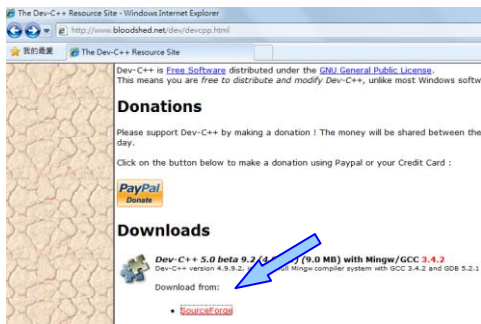 The Dev-C++ Resource Site - Windows Internet Explorer
http://www.bloodshed.net/dev/devcpp.html
我的最愛 The Dev-C++ Resource Site
Dev-C++ is Free Software distributed under the GNU General Public License.
This means you are free to distribute and modify Dev-C++, unlike most Windows softw
Donations
Please support Dev-C++ by making a donation ! The money will be shared between the
day.
Click on the button below to make a donation using Paypal or your Credit Card :
PayPal
Donate
Downloads
Dev-C++ 5.0 beta 9.2 (9.0 MB) with Mingw/GCC 3.4.2
Dev-C++ version 4.9.9.2, Mingw compiler system with GCC 3.4.2 and GDB 5.2.1
Download from:
• SourceForge